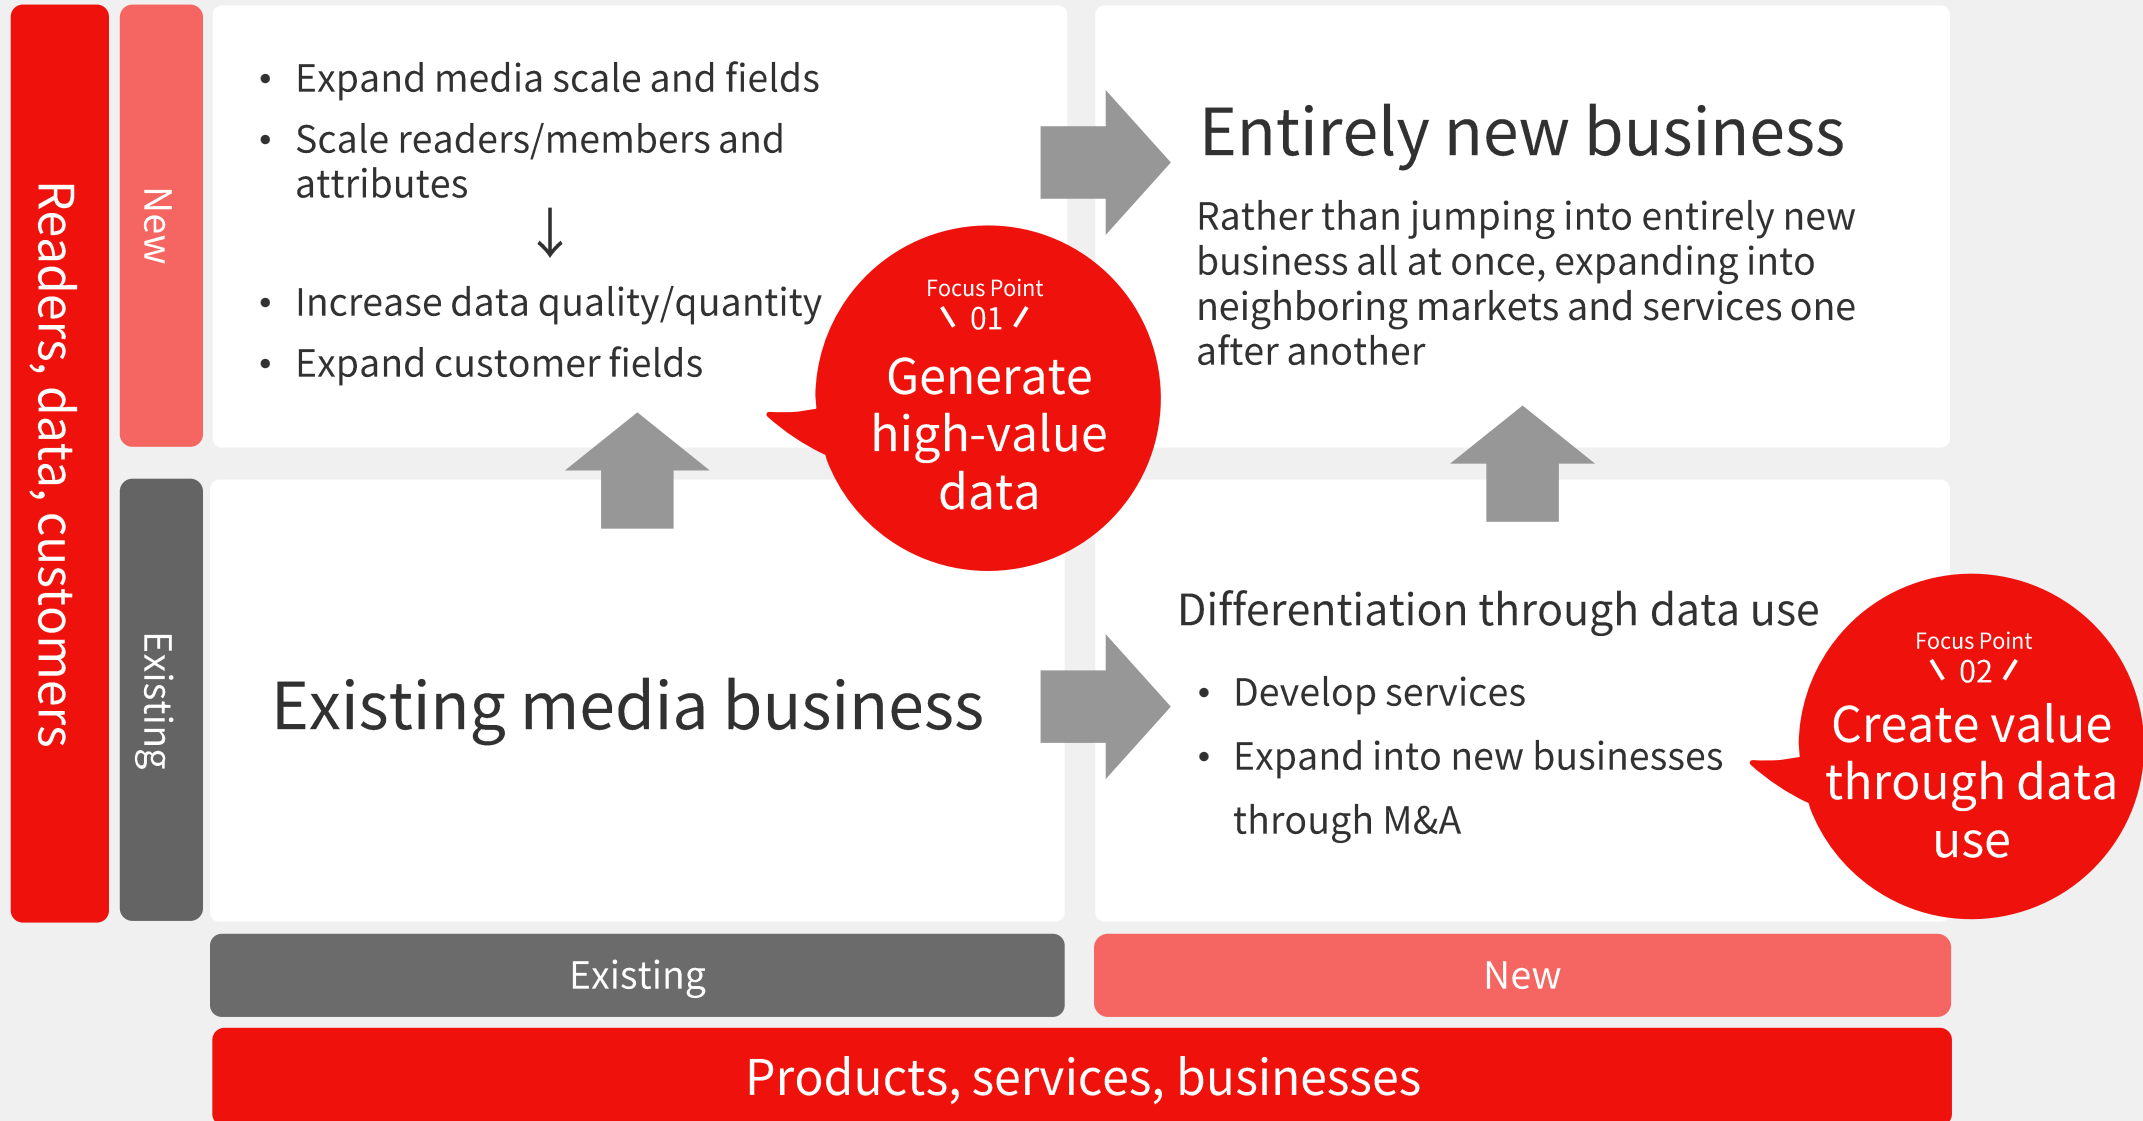 Readers, data, customers
New
• Expand media scale and fields
• Scale readers/members and
attributes
↓
• Increase data quality/quantity
• Expand customer fields
Focus Point
\ 01 /
Generate
high-value
data
Entirely new business
Rather than jumping into entirely new
business all at once, expanding into
neighboring markets and services one
after another
Existing
Existing media business
Differentiation through data use
• Develop services
• Expand into new businesses
through M&A
Focus Point
\ 02 /
Create value
through data
use
Existing
New
Products, services, businesses